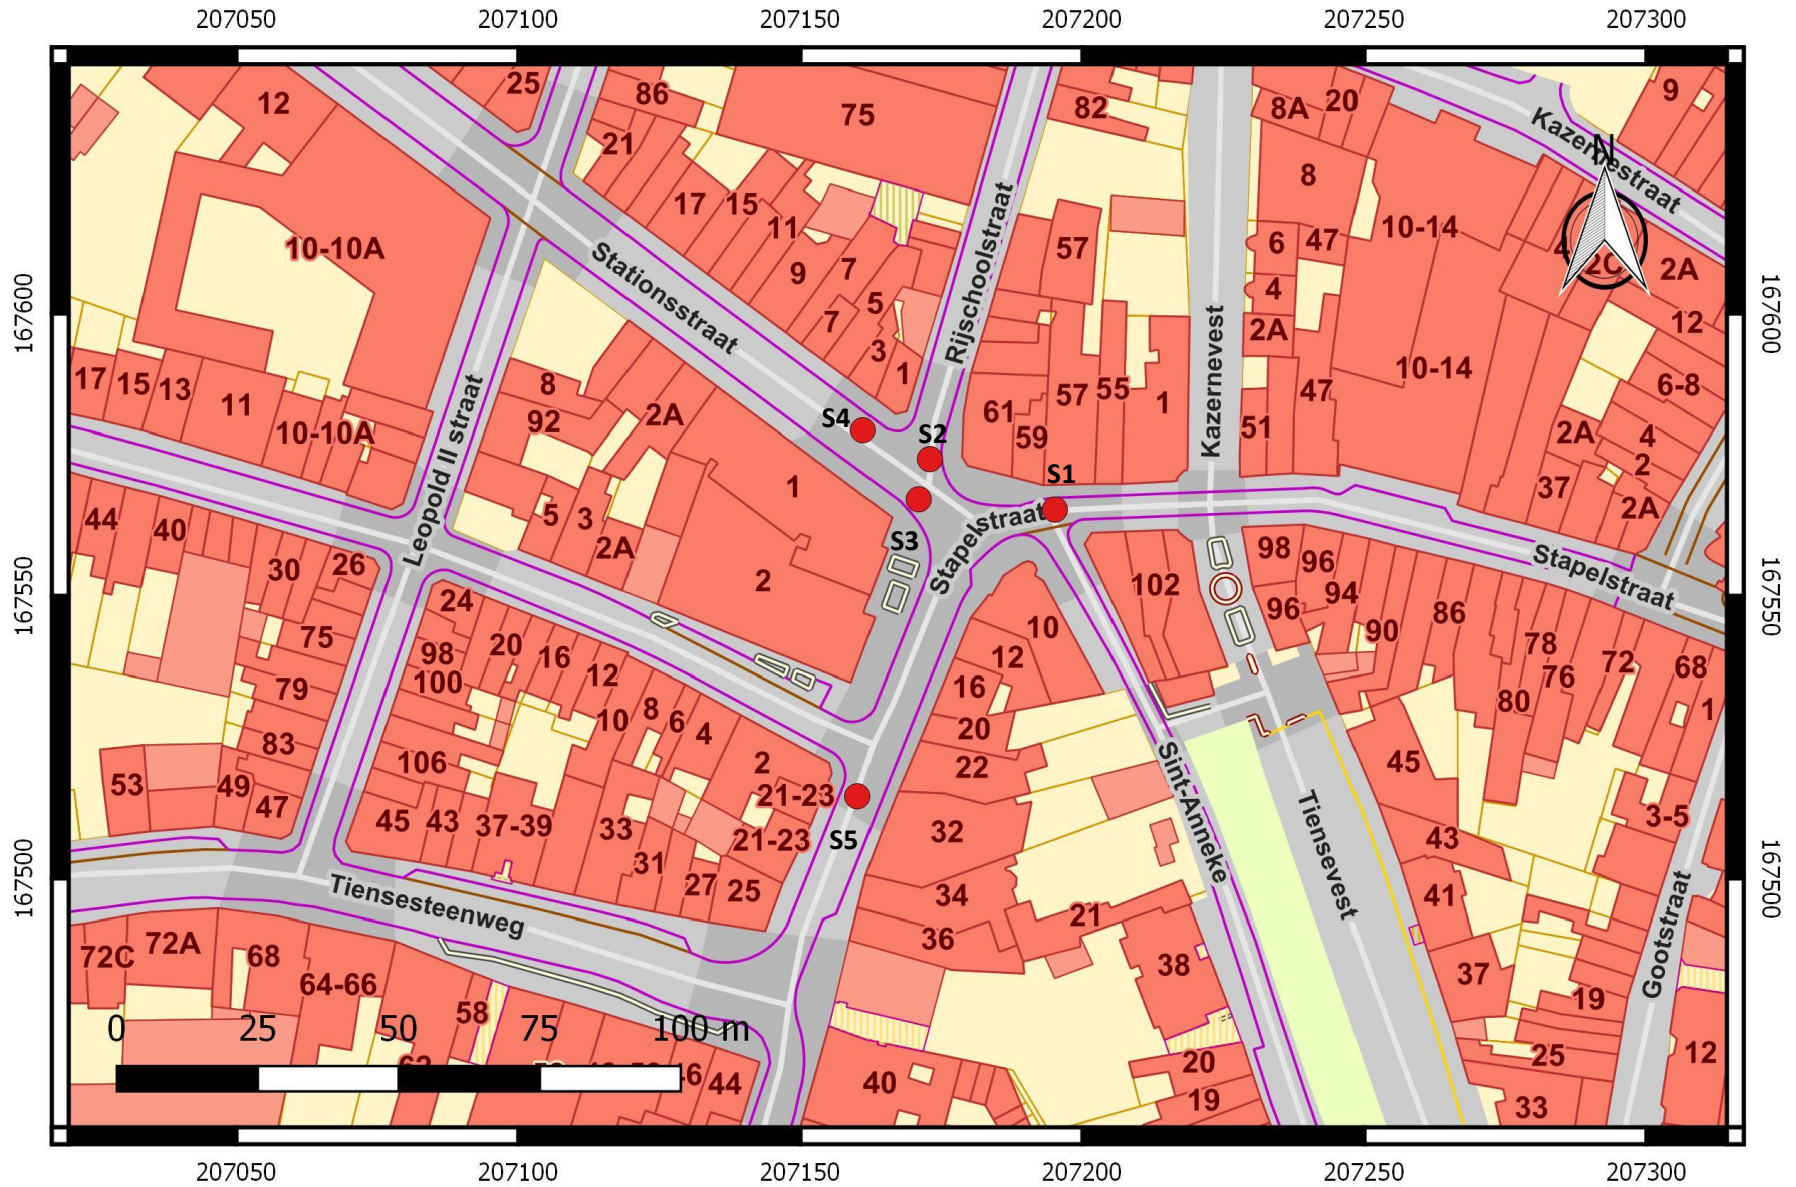 207050 207100 207150 207200 207250 207300
25 86 75 82 8A 20 9
12 21 Kazernestraat
N
17 15 11 8
10-10A 57 6 47 10-14 4 2C 2A
Stationsstraat Rijschoolstraat
9 7 4
167600 7 5 2A 12 167600
3 1 Kazernevest
17 15 13 11 8 10-14 6-8
Leopold II straat 92 2A 61 57 55 1 47
10-10A S4 S2 59 51 2A 4
S1 2
1 37
44 40 5 3 2A Stapelstraat 2A
S3
30 26 98 96 Stapelstraat
167550 2 Stapelstraat 102 94 167550
24 96 86
75 98 20 16 10 90 78 72 68
100 12 12 76
79 10 8 6 4 16 80 1
83 20
106 2 22 45
53 49 47 21-23 Sint-Anneke Tiensevest 3-5
45 43 37-39 33 21-23 S5 32 43
31
167500 Tiensesteenweg 27 25 34 41 Gootstraat 167500
21
36
72C 72A 68 38 37
64-66 19
58
0 25 50 75 100 m
44 40 20 25 12
19 33
207050 207100 207150 207200 207250 207300